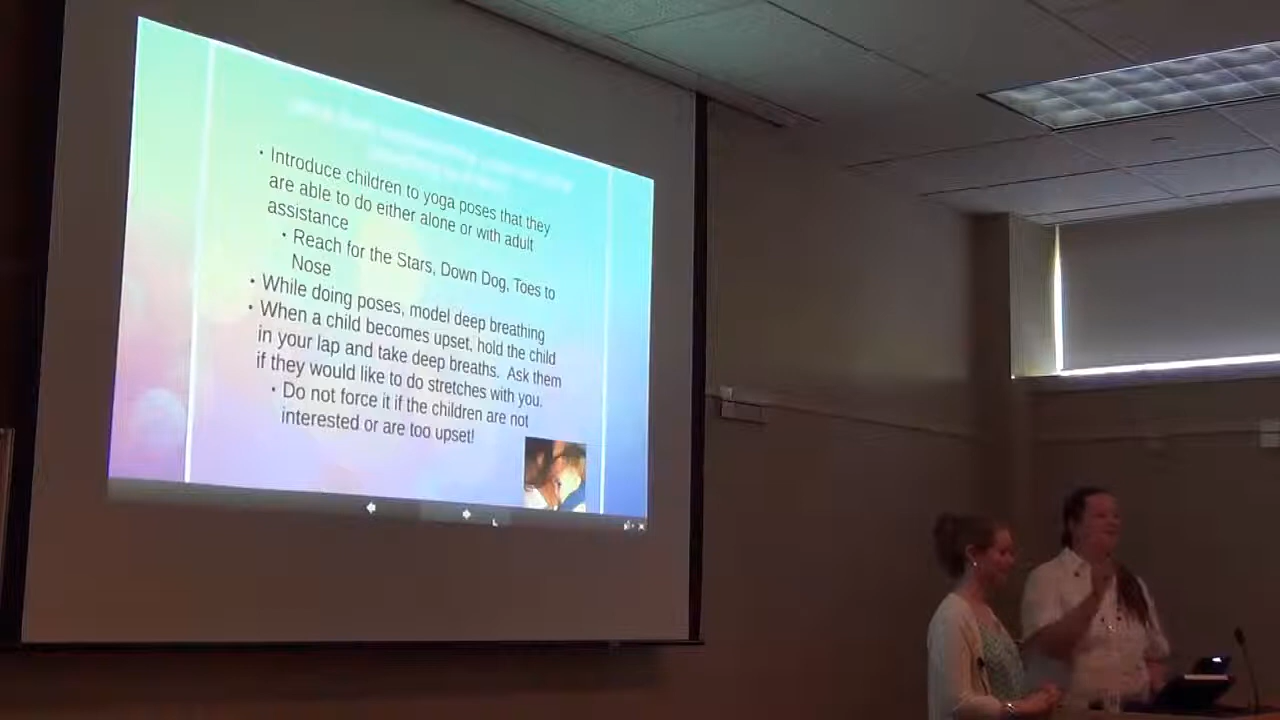 • Introduce children to yoga poses that they
are able to do either alone or with adult
assistance
• Reach for the Stars, Down Dog, Toes to
Nose
• While doing poses, model deep breathing
• When a child becomes upset, hold the child
in your lap and take deep breaths. Ask them
if they would like to do stretches with you.
• Do not force it if the children are not
interested or are too upset!